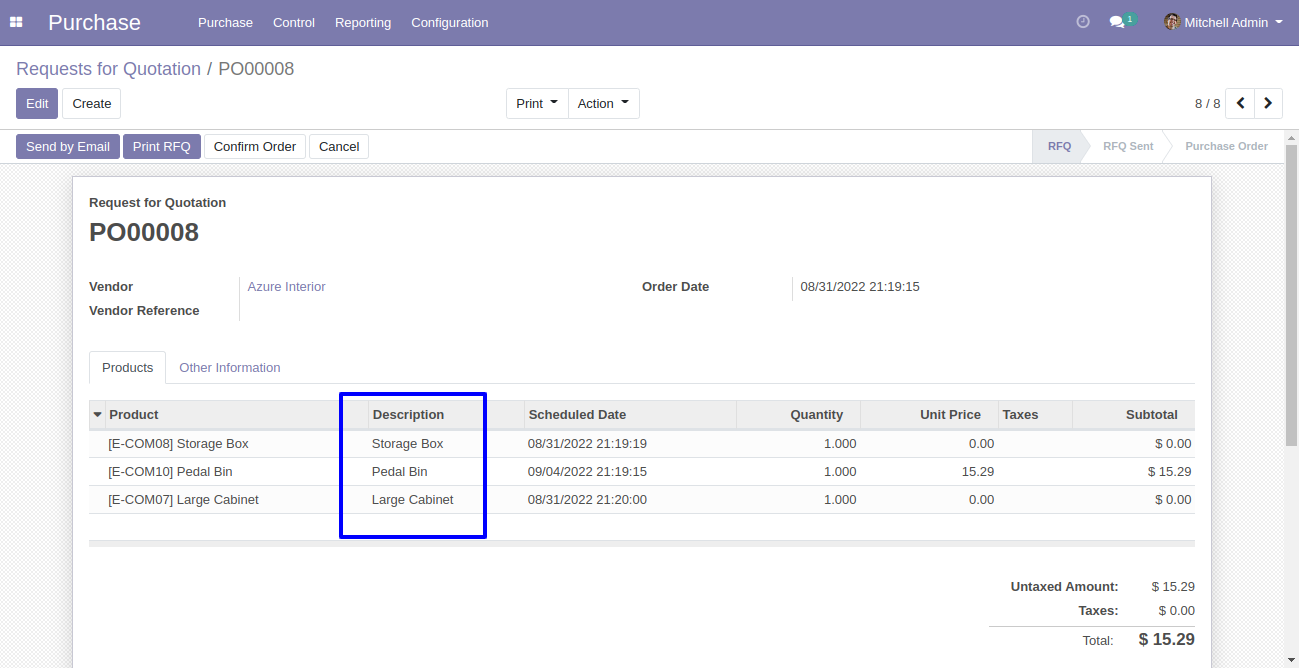 Purchase Purchase Control Reporting Configuration 1 Mitchell Admin
Requests for Quotation / PO00008
Edit Create Print Action 8 / 8
Send by Email Print RFQ Confirm Order Cancel RFQ RFQ Sent Purchase Order
Request for Quotation
PO00008
Vendor Azure Interior Order Date 08/31/2022 21:19:15
Vendor Reference
Products Other Information
Product Description Scheduled Date Quantity Unit Price Taxes Subtotal
[E-COM08] Storage Box Storage Box 08/31/2022 21:19:19 1.000 0.00 $ 0.00
[E-COM10] Pedal Bin Pedal Bin 09/04/2022 21:19:15 1.000 15.29 $ 15.29
[E-COM07] Large Cabinet Large Cabinet 08/31/2022 21:20:00 1.000 0.00 $ 0.00
Untaxed Amount: $ 15.29
Taxes: $ 0.00
Total: $ 15.29